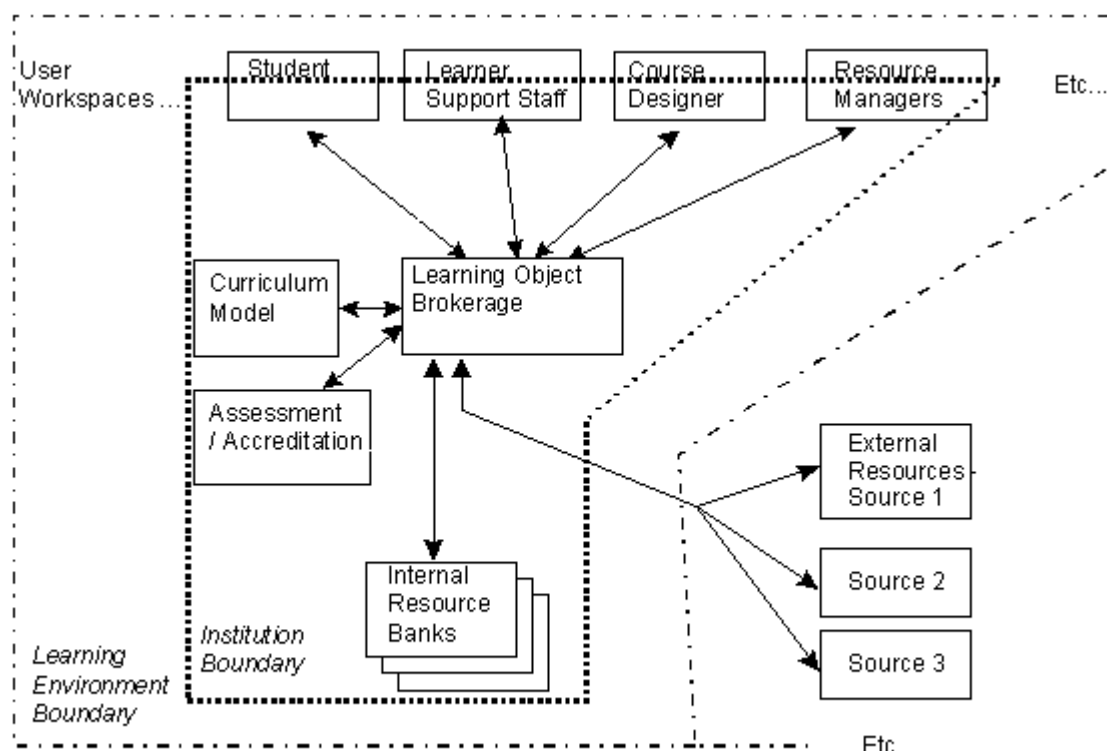 User
Workspaces ...
Student
Learner
Support Staff
Course
Designer
Resource
Managers
Etc...
Curriculum
Model
Learning Object
Brokerage
Assessment
/ Accreditation
External
Resources
Source 1
Source 2
Source 3
Internal
Resource
Banks
Institution
Boundary
Learning
Environment
Boundary
Etc